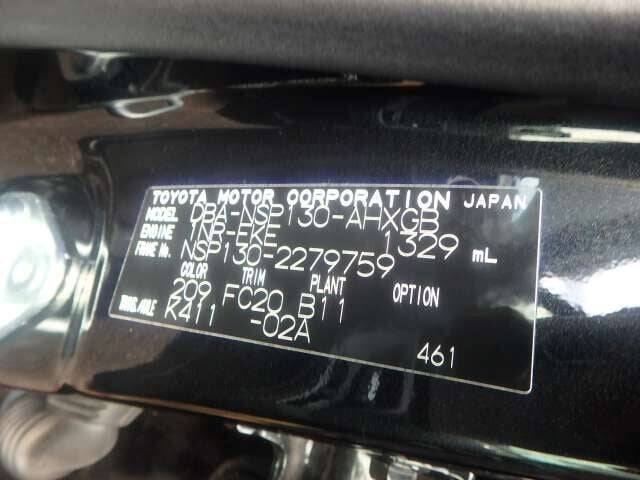 TOYOTA MOTOR CORPORATION JAPAN
MODEL DBA-NSP130-AHXGB
ENGINE 1NR-FKE 1329 mL
FRAME No. NSP130-2279759
COLOR TRIM PLANT OPTION
209 FC20 B11
TRANS./AXLE K411 -02A
461